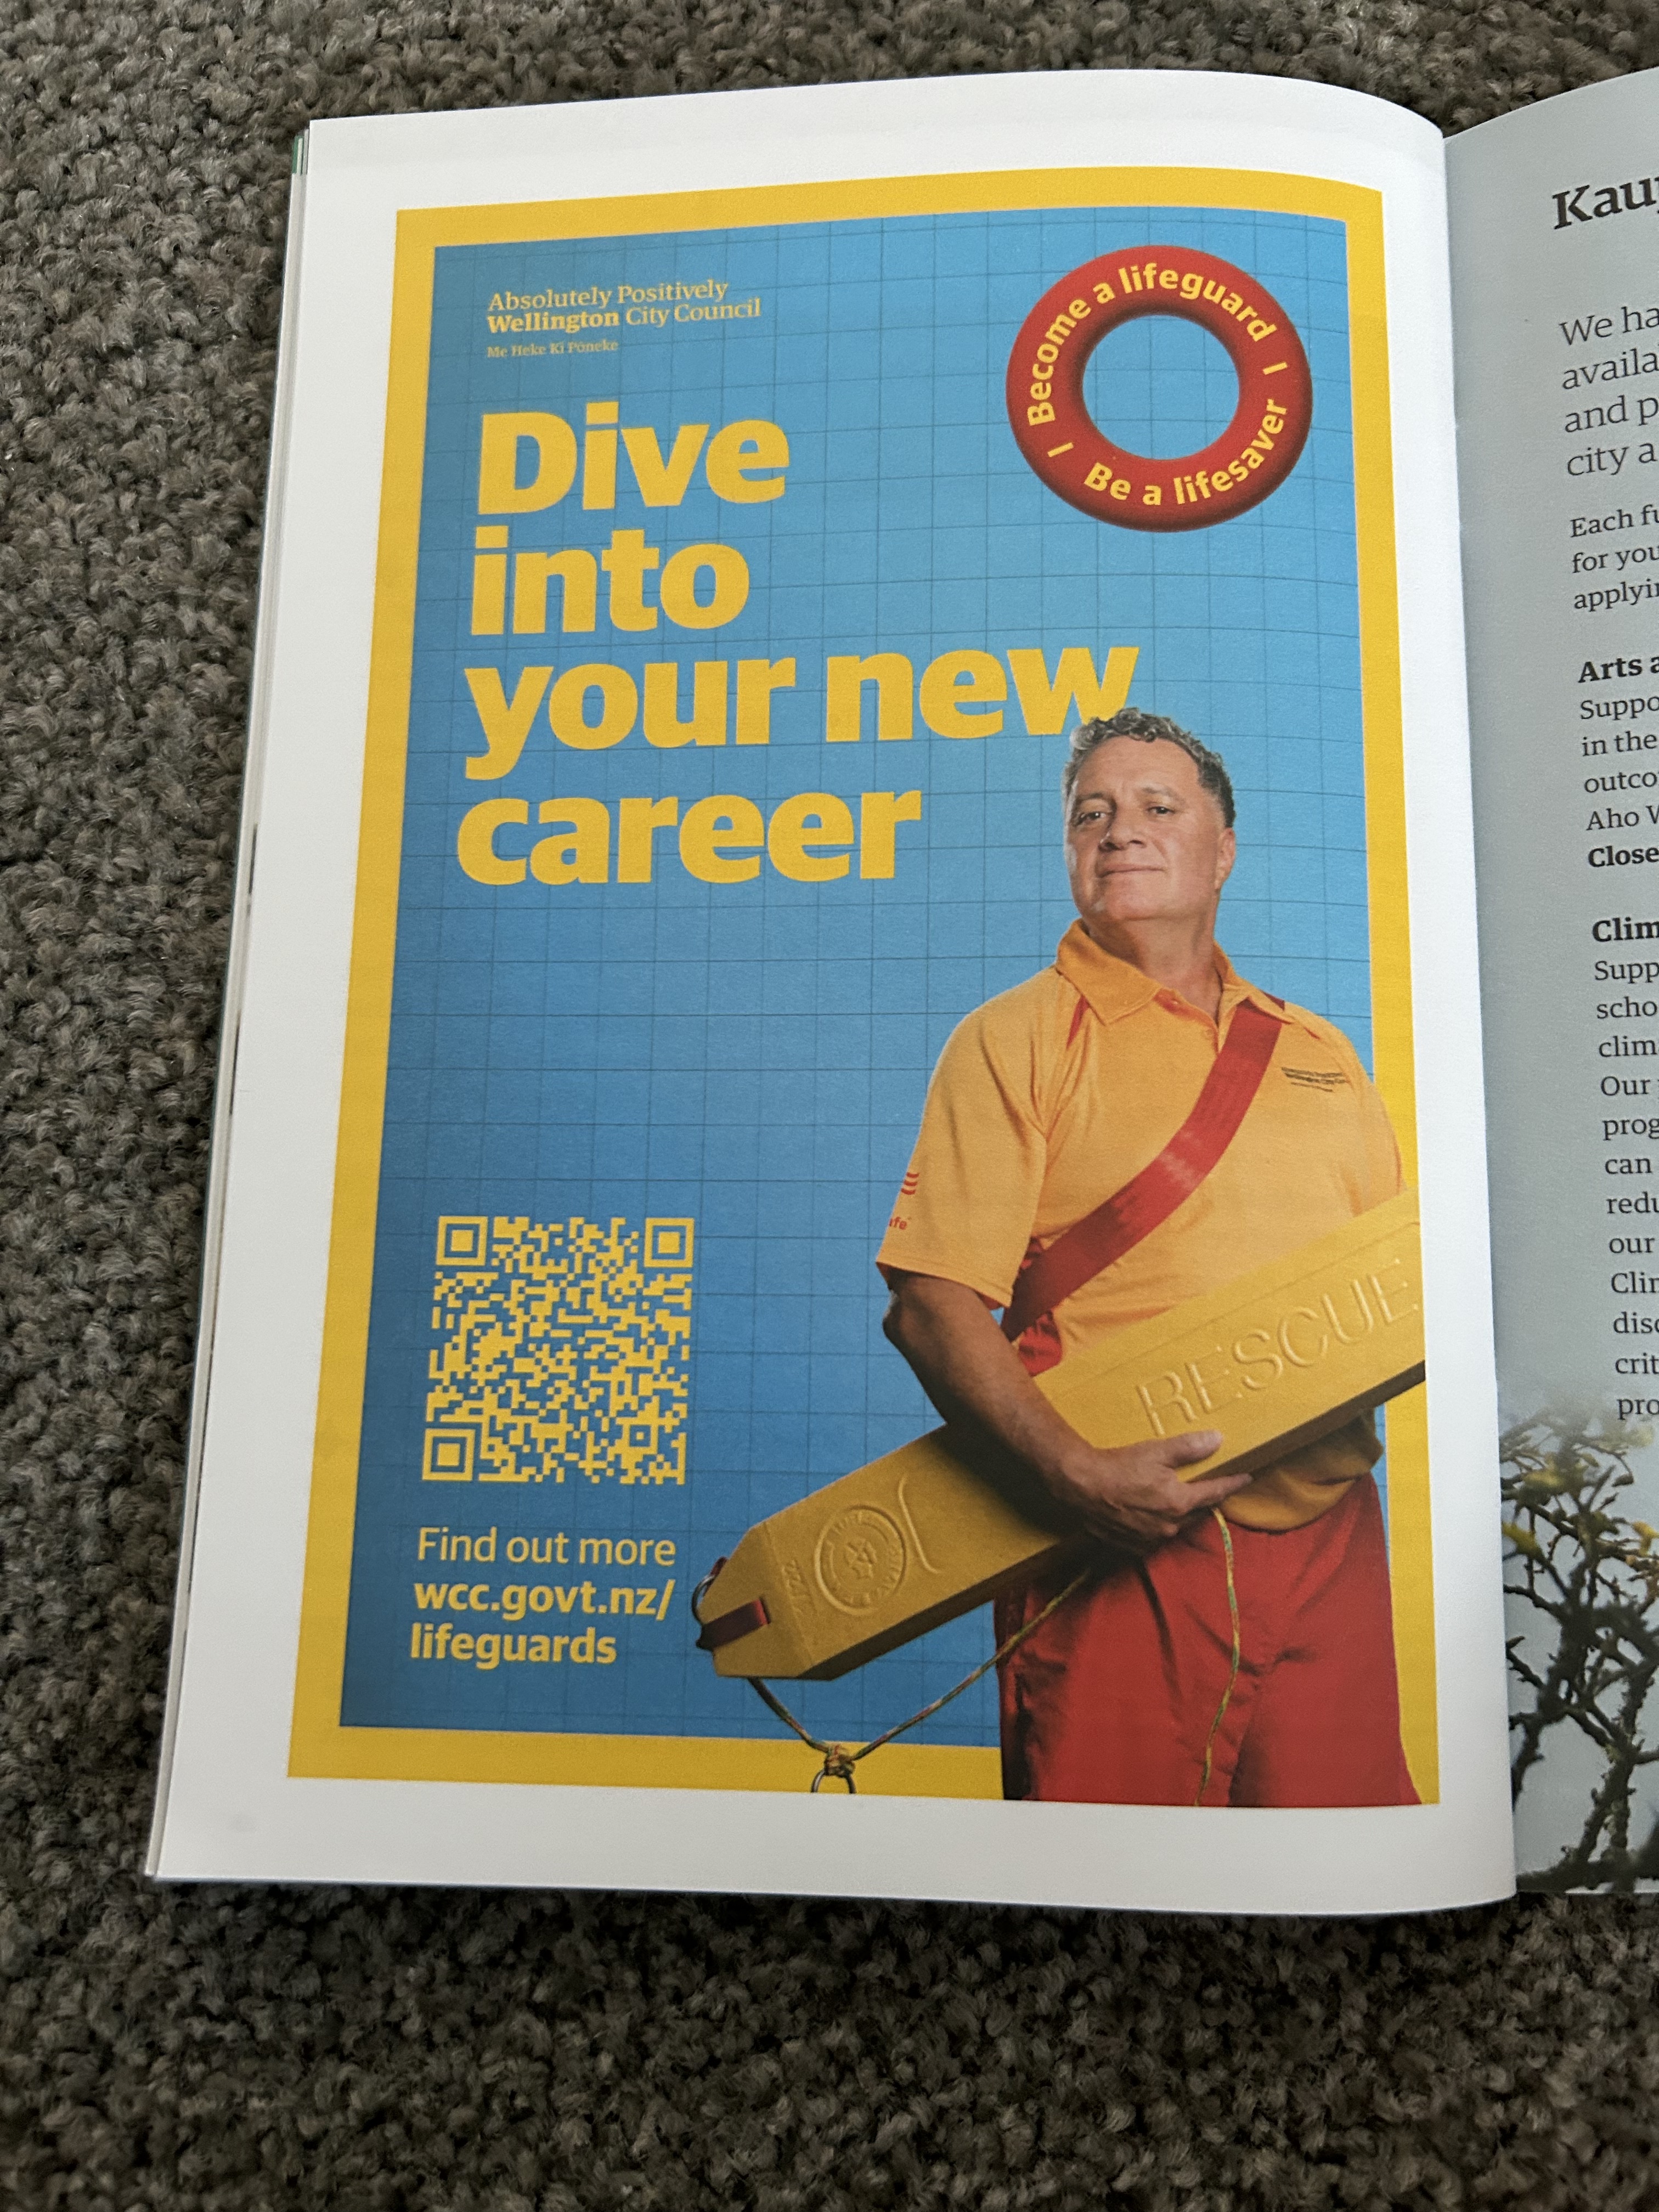 Absolutely Positively
Wellington City Council
Me Heke Ki Pōneke
Become a lifeguard |
Be a lifesaver |
Dive
into
your new
career
RESCUE
Find out more
wcc.govt.nz/
lifeguards
We ha
availa
and p
city a
Each fu
for you
applyin
Arts a
Suppo
in the
outco
Aho W
Close
Clim
Supp
scho
clima
Our
prog
can
redu
our
Clim
disc
crit
pro